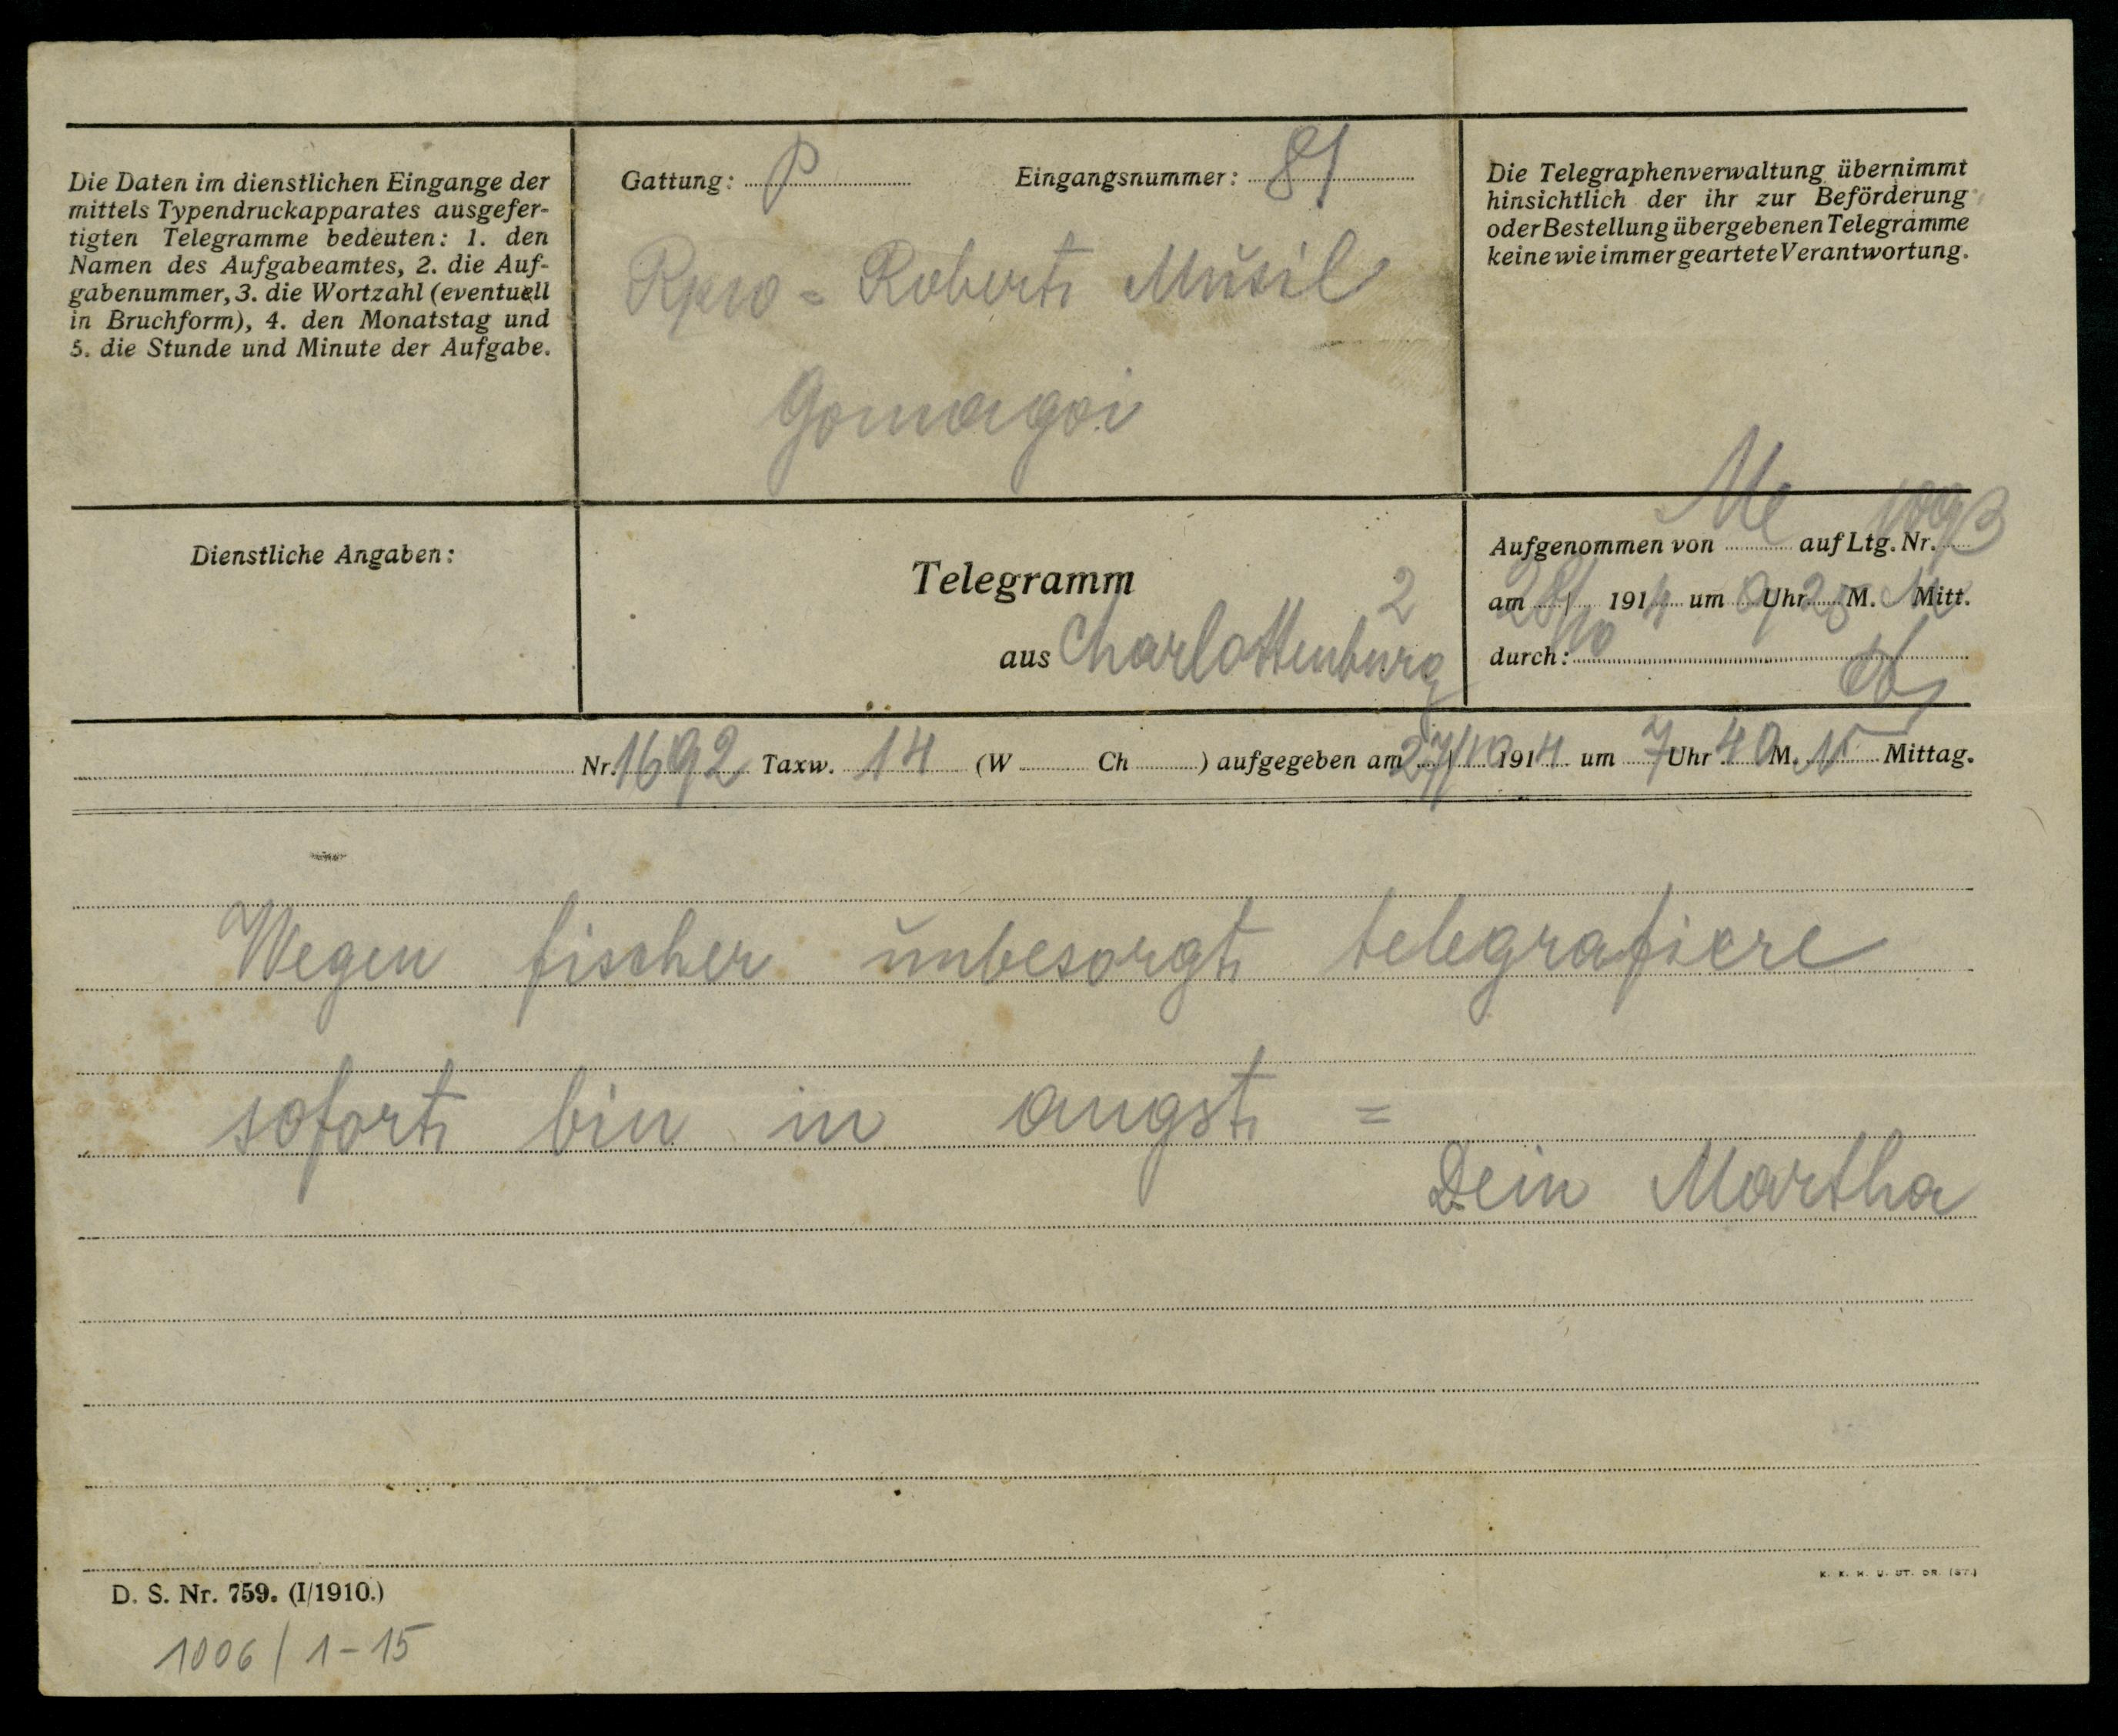 Die Daten im dienstlichen Eingange der
mittels Typendruckapparates ausgefer-
tigten Telegramme bedeuten: 1. den
Namen des Aufgabeamtes, 2. die Auf-
gabenummer, 3. die Wortzahl (eventuell
in Bruchform), 4. den Monatstag und
5. die Stunde und Minute der Aufgabe.
Gattung: P Eingangsnummer: 81
= Robert Musil
Gomagoi
Die Telegraphenverwaltung übernimmt
hinsichtlich der ihr zur Beförderung
oder Bestellung übergebenen Telegramme
keine wie immer geartete Verantwortung.
Dienstliche Angaben:
Telegramm
aus Charlottenburg 2
Aufgenommen von Me auf Ltg. Nr.
am 28/10 1914 um Uhr M. Mitt.
durch:
Nr. 1692 Taxw. 14 (W Ch ) aufgegeben am 27/10 1914 um 7 Uhr 40 M. N Mittag.
Wegen fischer unbesorgt telegrafiere
sofort bin in angst =
Dein Martha
D. S. Nr. 759. (I/1910.)
1006/1-15